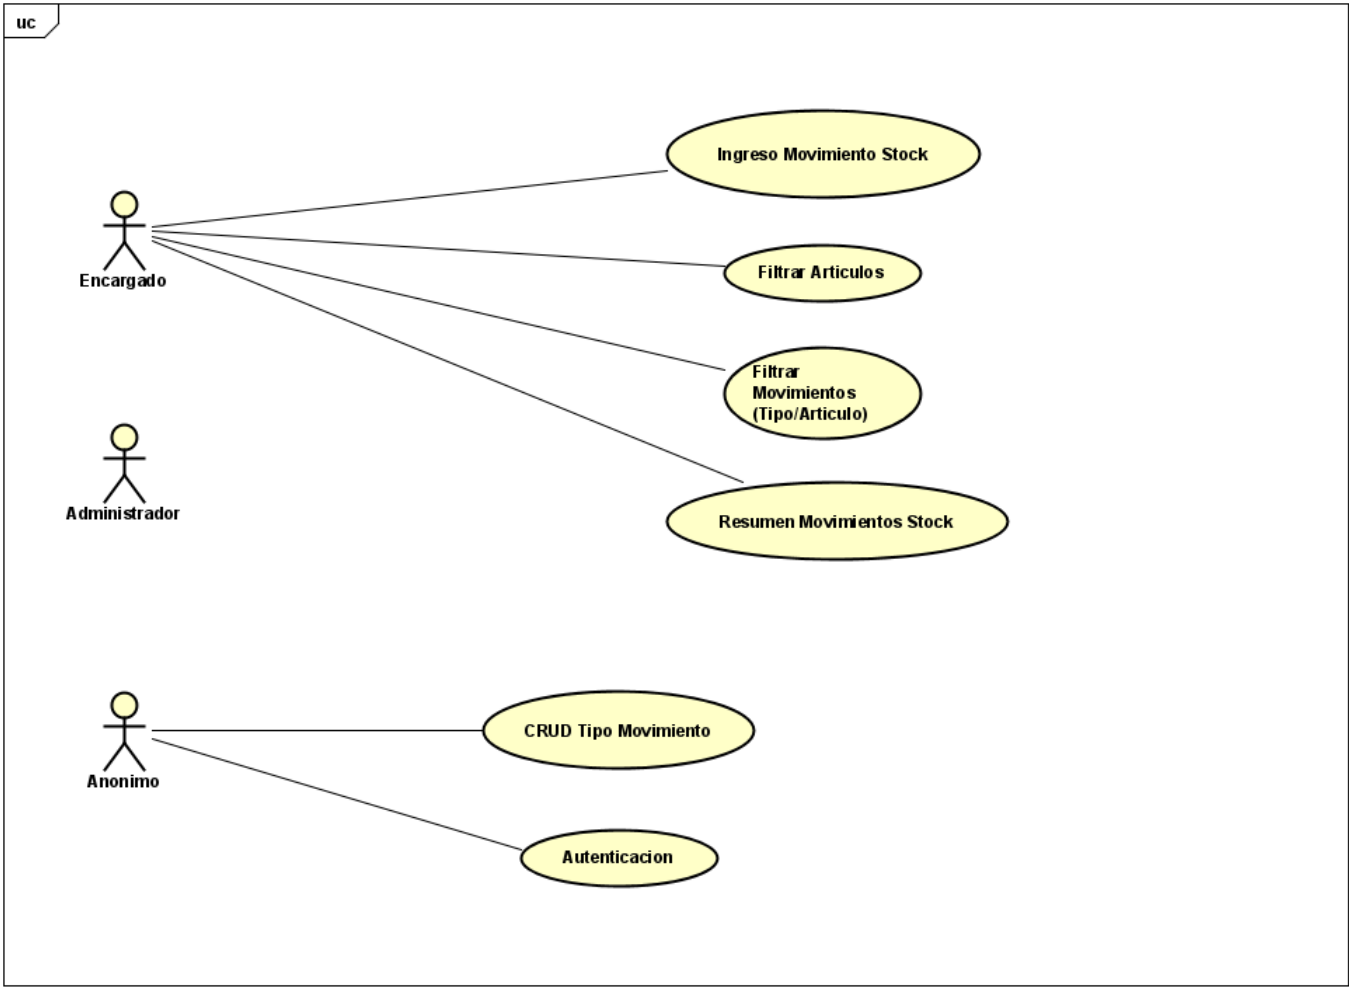 uc
Ingreso Movimiento Stock
Encargado
Filtrar Articulos
Filtrar
Movimientos
(Tipo/Articulo)
Administrador
Resumen Movimientos Stock
Anonimo
CRUD Tipo Movimiento
Autenticacion